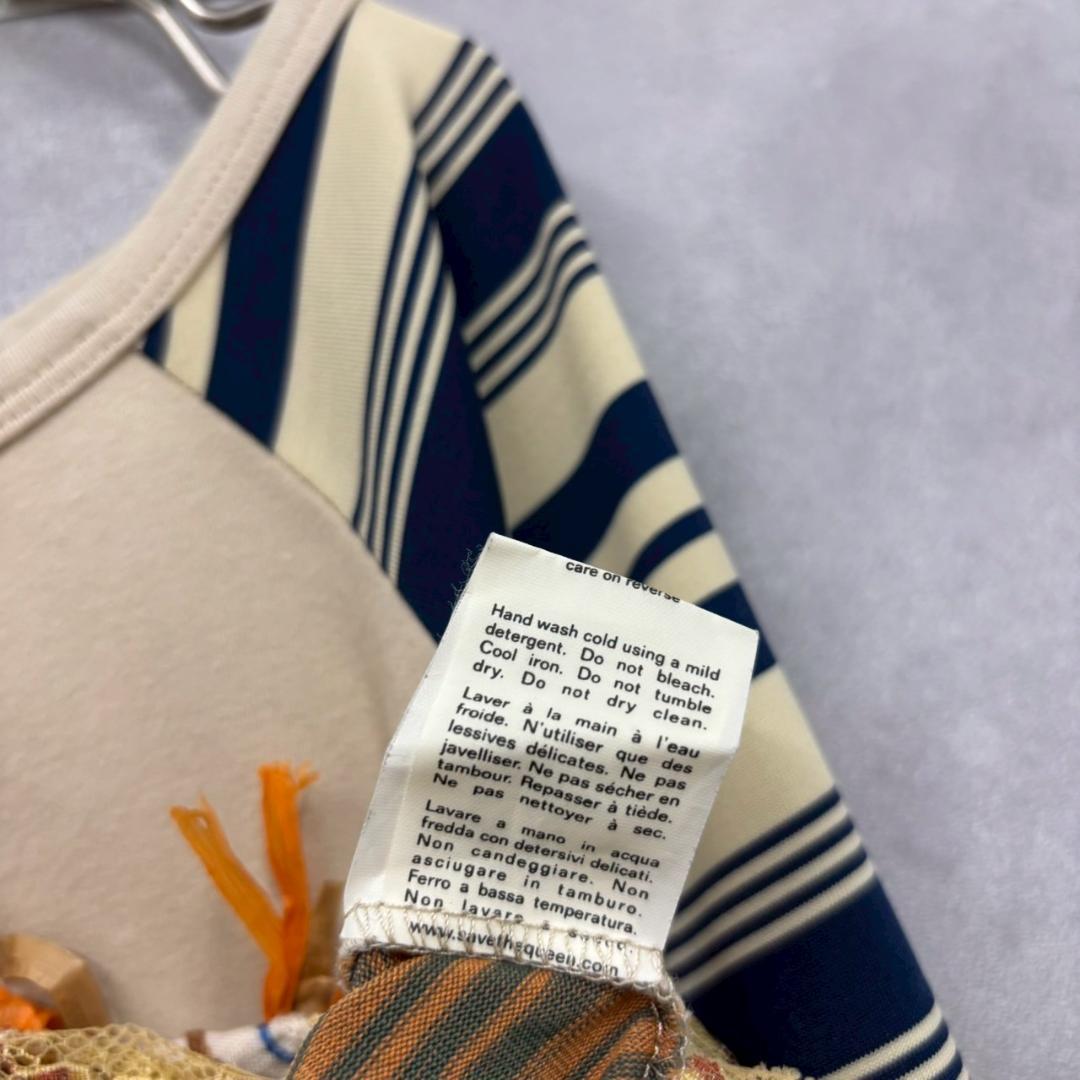 care on reverse
Hand wash cold using a mild
detergent. Do not bleach.
Cool iron. Do not tumble
dry. Do not dry clean.
Laver à la main à l'eau
froide. N'utiliser que des
lessives délicates. Ne pas
javelliser. Ne pas sécher en
tambour. Repasser à tiède.
Ne pas nettoyer à sec.
Lavare a mano in acqua
fredda con detersivi delicati.
Non candeggiare. Non
asciugare in tamburo.
Ferro a bassa temperatura.
Non lavare a secco.
www.savethequeen.com